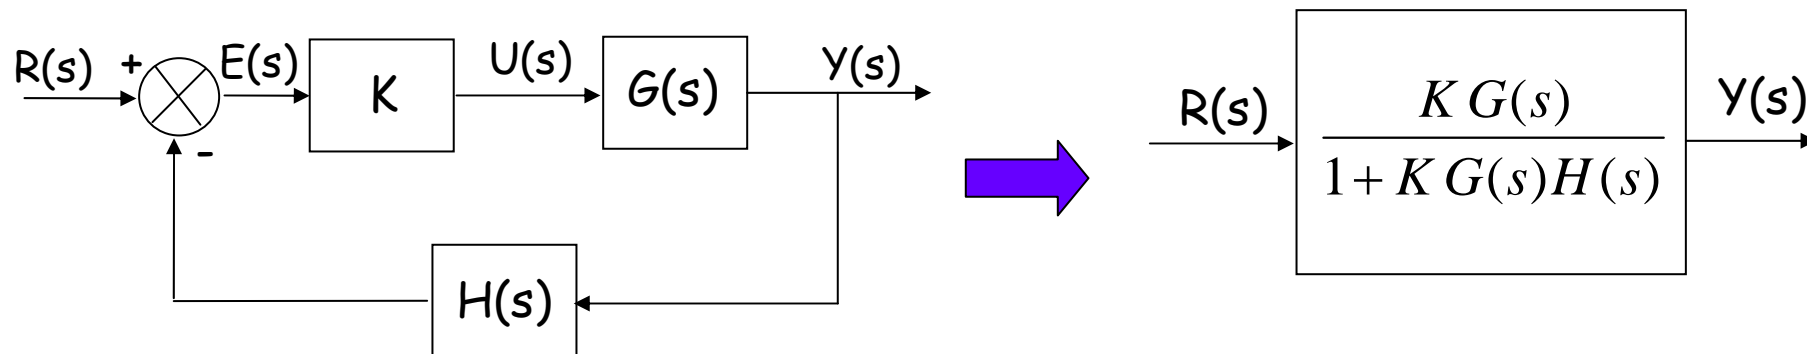 R(s) + E(s) K U(s) G(s) Y(s)
-
H(s)
R(s) K G(s) Y(s)
1 + K G(s) H(s)